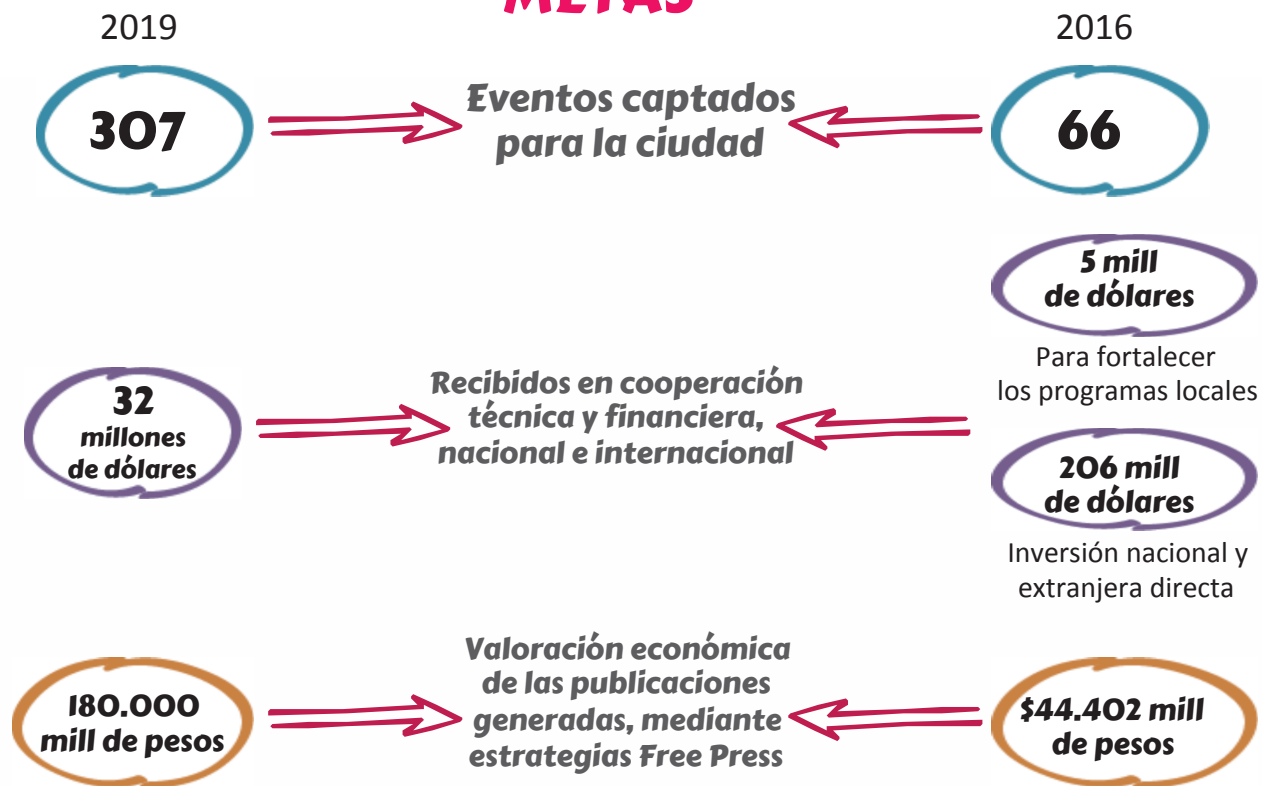 METAS
2019
2016
307
Eventos captados
para la ciudad
66
5 mill
de dólares
Para fortalecer
los programas locales
32
millones
de dólares
Recibidos en cooperación
técnica y financiera,
nacional e internacional
206 mill
de dólares
Inversión nacional y
extranjera directa
180.000
mill de pesos
Valoración económica
de las publicaciones
generadas, mediante
estrategias Free Press
$44.402 mill
de pesos